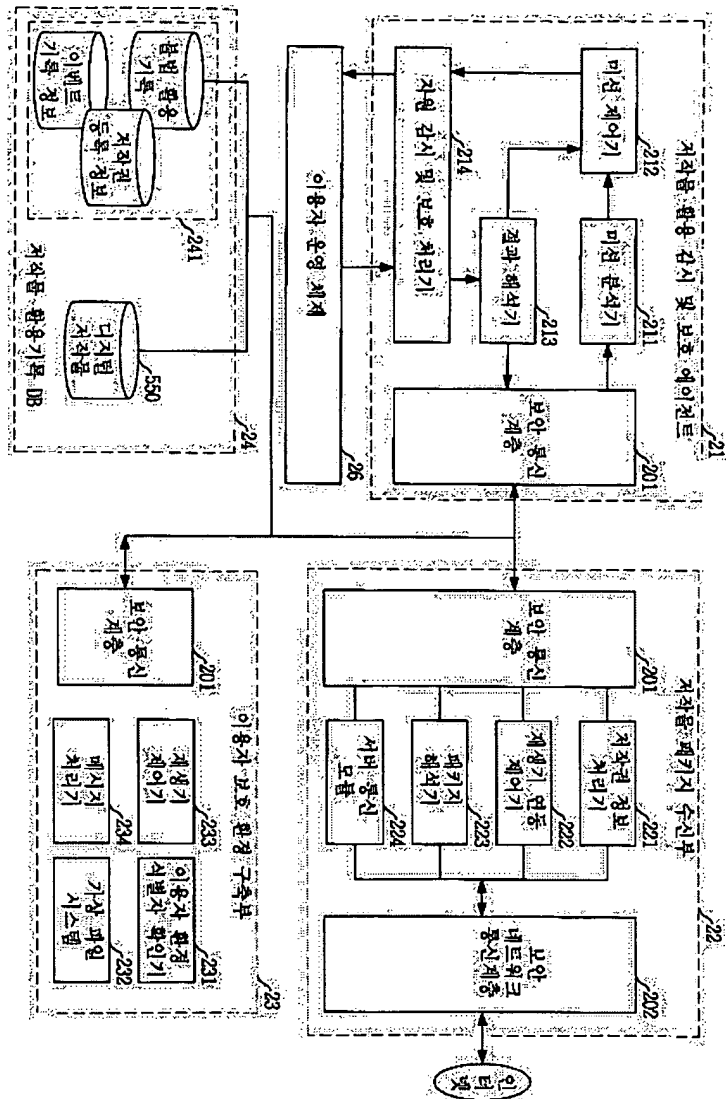 저작물 활용 감시 및 보호 에이전트
21
미션 제어기
212
미션 분석기
211
자원 감시 및 보호 처리기
214
결과 해석기
213
보안 통신
계층
201
이용자 운영 체제
26
불법 활용
기록
이벤트
기록 정보
저작권
등록 정보
241
디지털
저작물
550
저작물 활용기록 DB
24
저작물 패키지 수신부
22
보안 통신
계층
201
저작권 정보
처리기
221
재생기 연동
제어기
222
패키지
해석기
223
서버 통신
모듈
224
보안
네트워크
통신계층
202
인터
넷
이용자 보호 환경 구축부
23
보안 통신
계층
201
재생기
제어기
233
메시지
처리기
234
이용자 환경
식별자 확인기
231
가상 파일
시스템
232